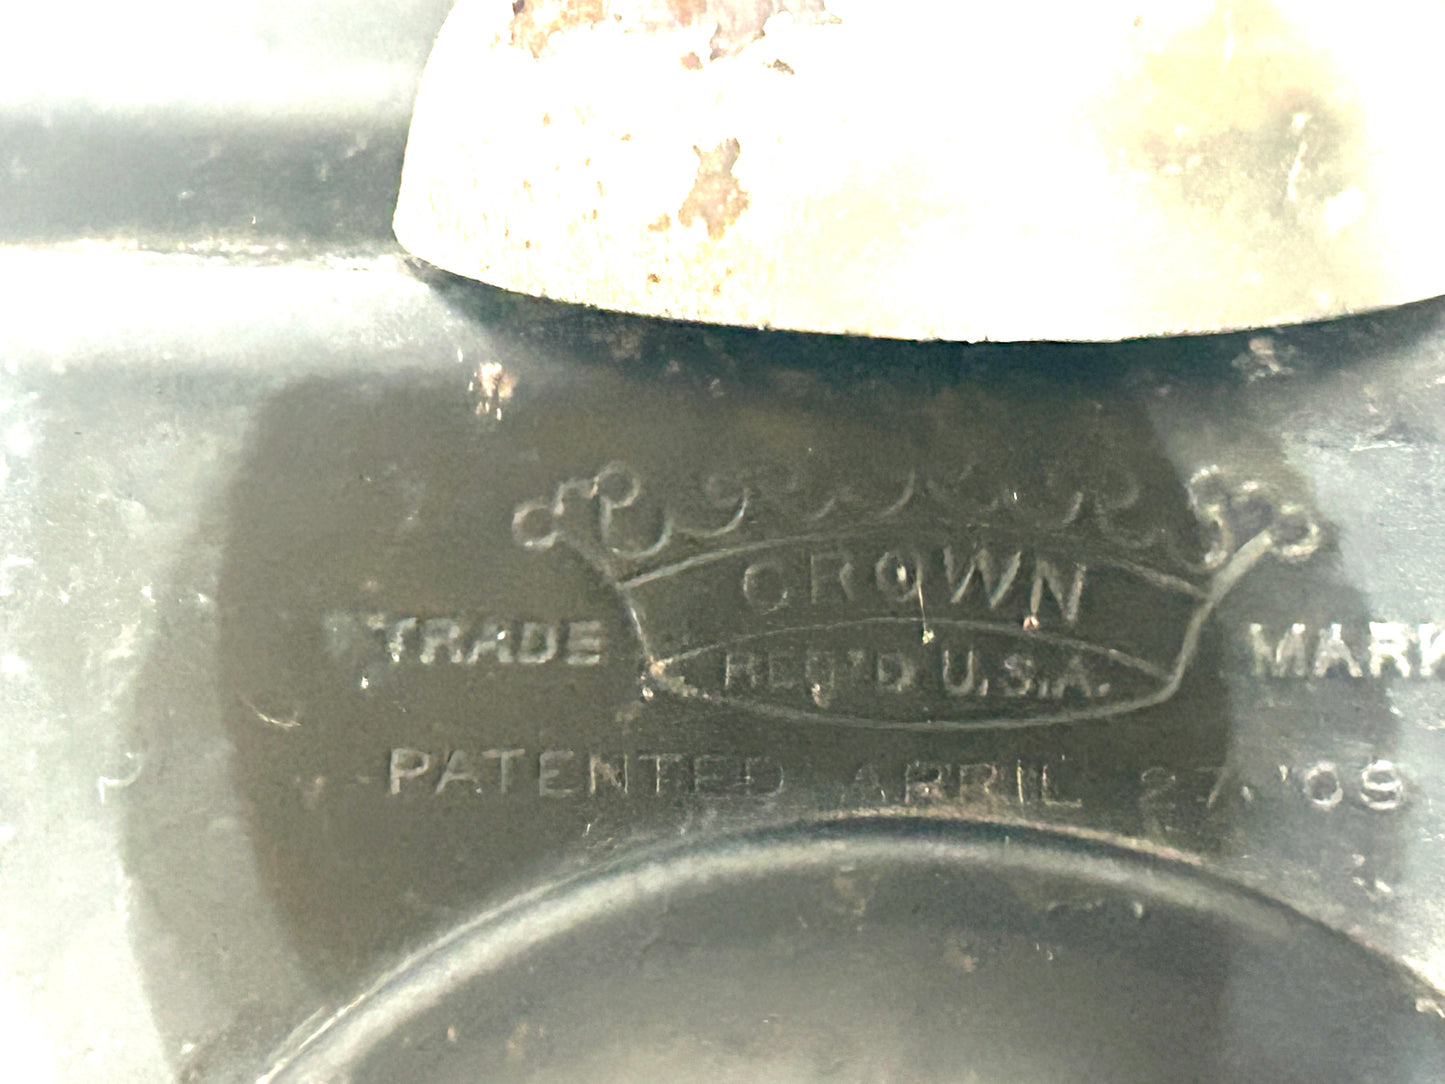 CROWN
TRADE REG'D U.S.A. MARK
PATENTED APRIL 27, '09